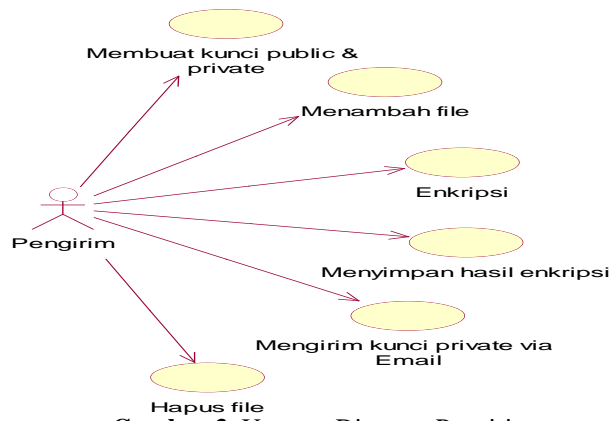 Membuat kunci public &
private
Menambah file
Enkripsi
Pengirim
Menyimpan hasil enkripsi
Mengirim kunci private via
Email
Hapus file